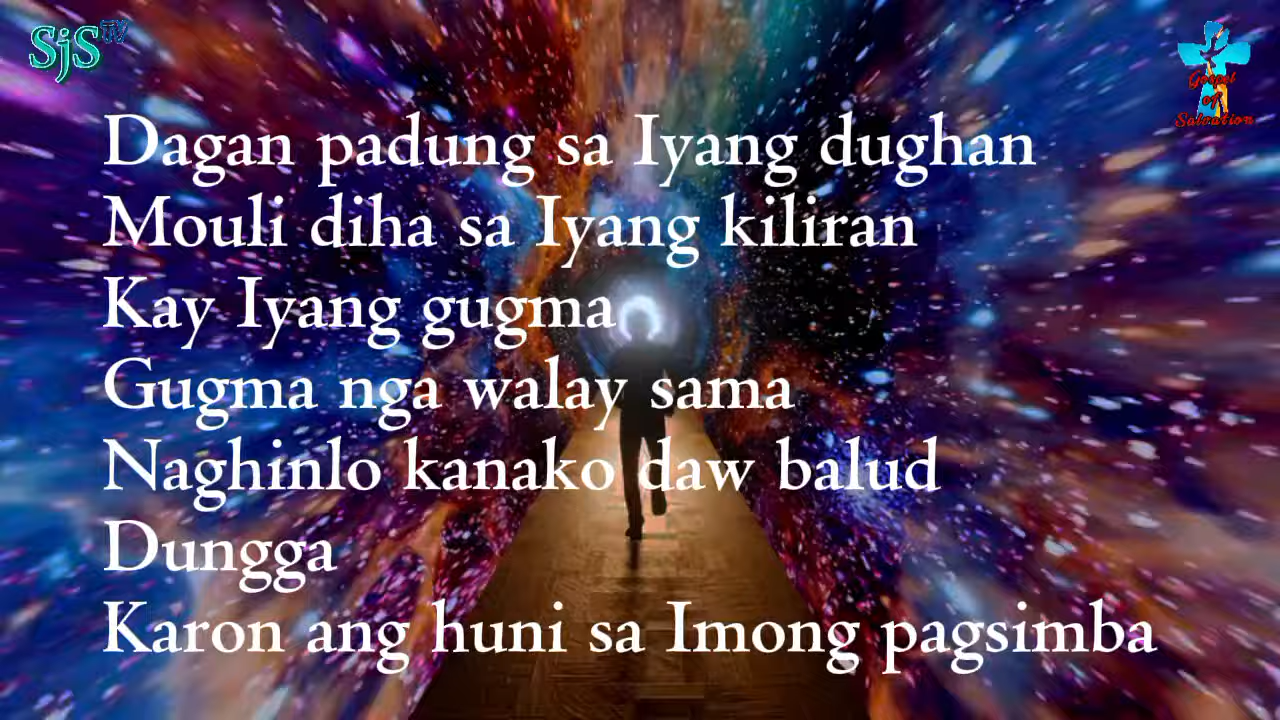 SjS TV
Gospel
of
Salvation
Dagan padung sa Iyang dughan
Mouli diha sa Iyang kiliran
Kay Iyang gugma
Gugma nga walay sama
Naghinlo kanako daw balud
Dungga
Karon ang huni sa Imong pagsimba